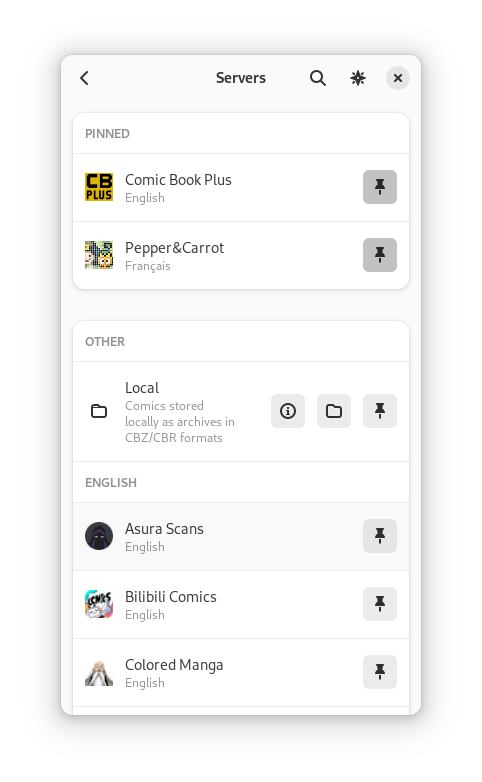 Servers
PINNED
CB
PLUS
Comic Book Plus
English
Pepper&Carrot
Français
OTHER
Local
Comics stored
locally as archives in
CBZ/CBR formats
ENGLISH
Asura Scans
English
Bilibili Comics
English
Colored Manga
English